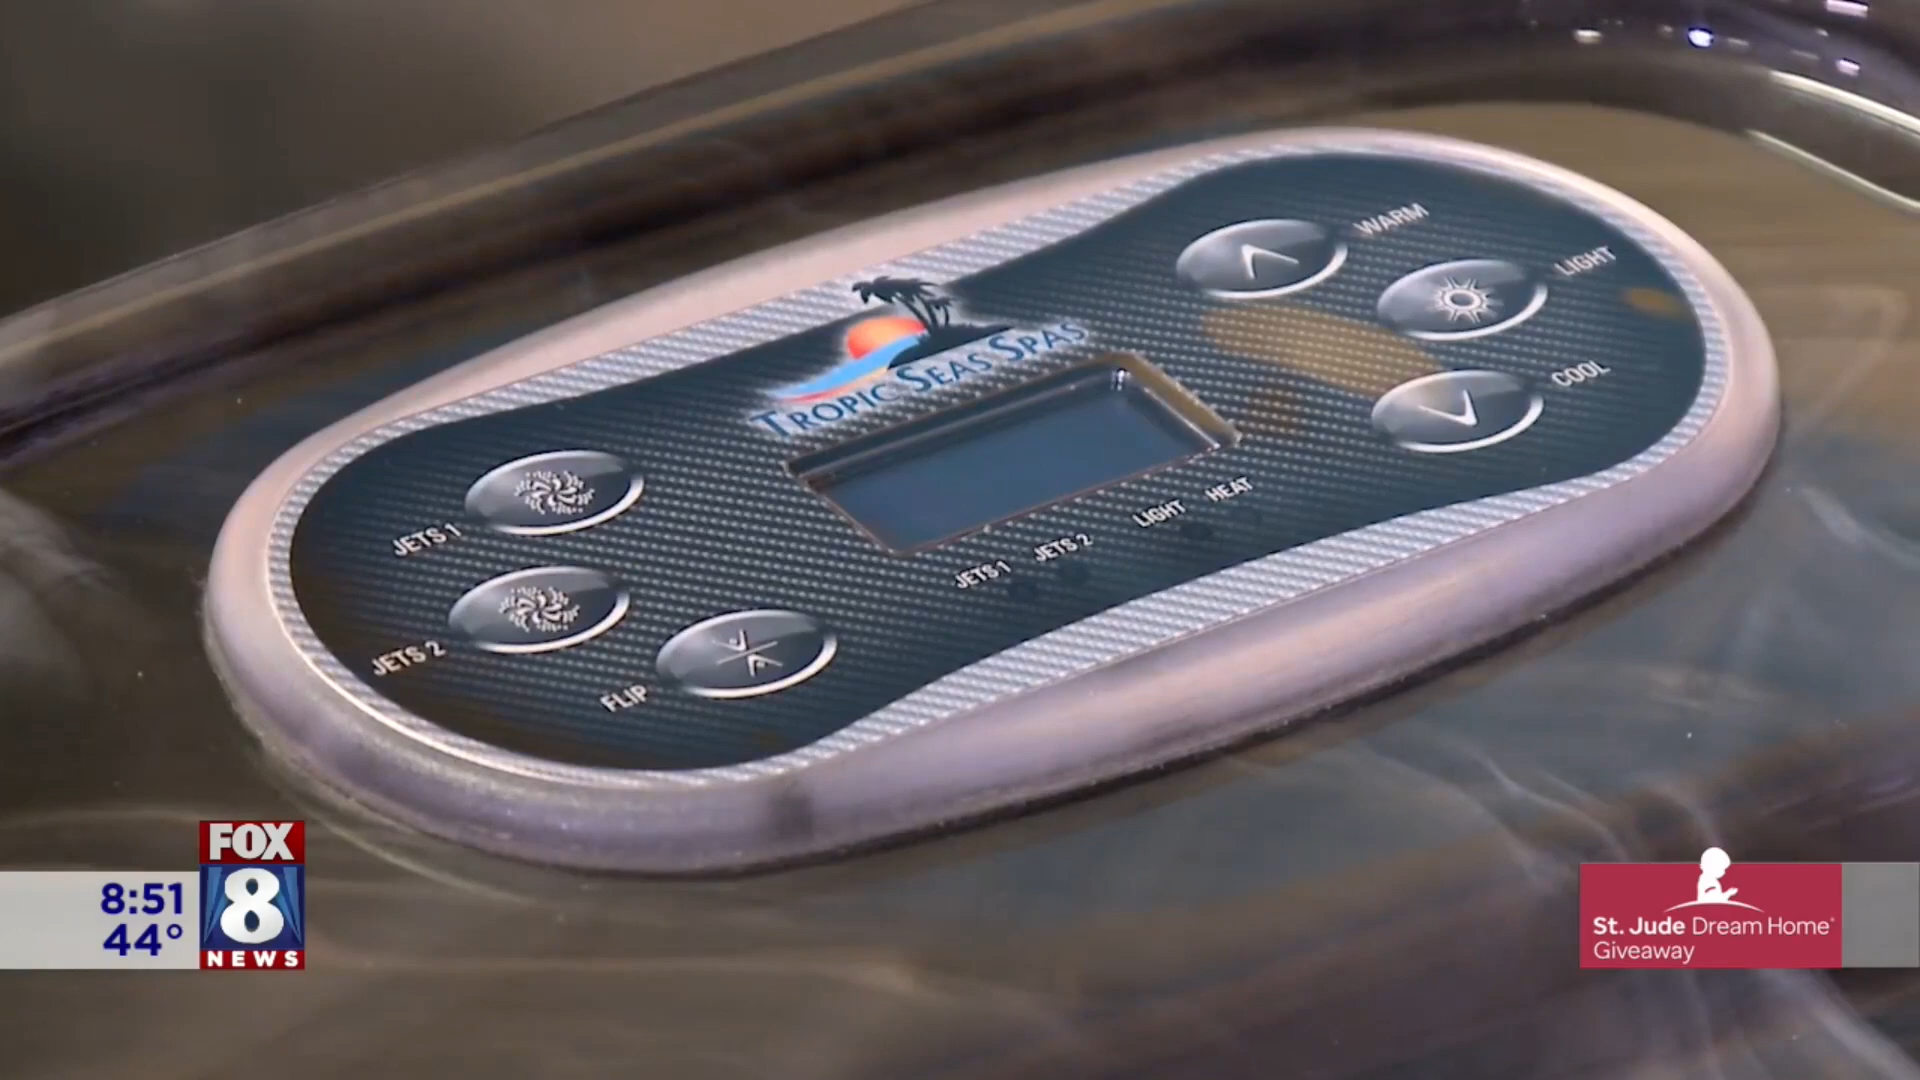 WARM
LIGHT
COOL
TROPIC SEAS SPAS
JETS 1
JETS 2
FLIP
JETS 1 JETS 2 LIGHT HEAT
FOX
8
NEWS
8:51
44°
St. Jude Dream Home®
Giveaway